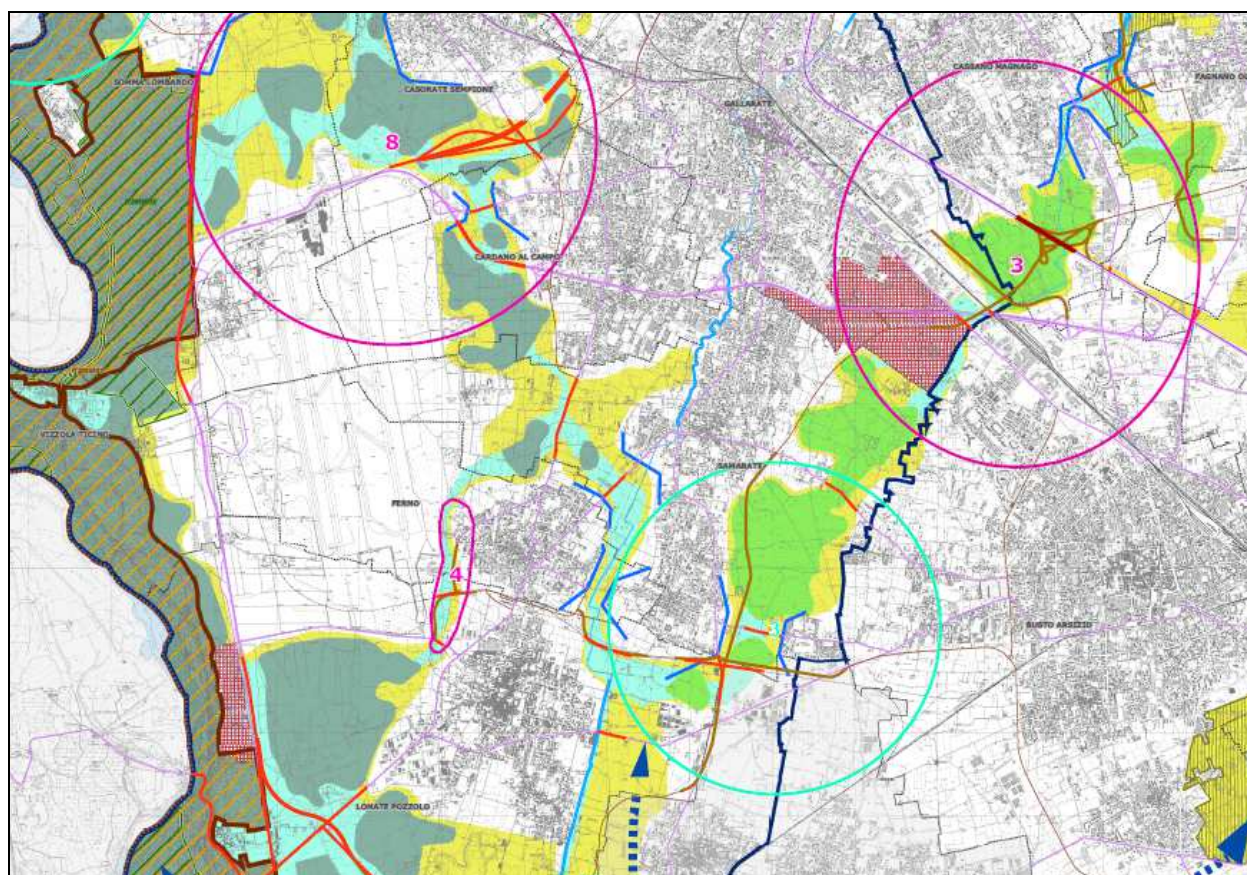 CASSANO MAGNAGO
SOMMA LOMBARDO
FAGNANO OL
CASORATE SEMPIONE
GALLARATE
8
3
CARDANO AL CAMPO
VIZZOLA TICINO
SAMARATE
FERNO
4
BUSTO ARSIZIO
LONATE POZZOLO